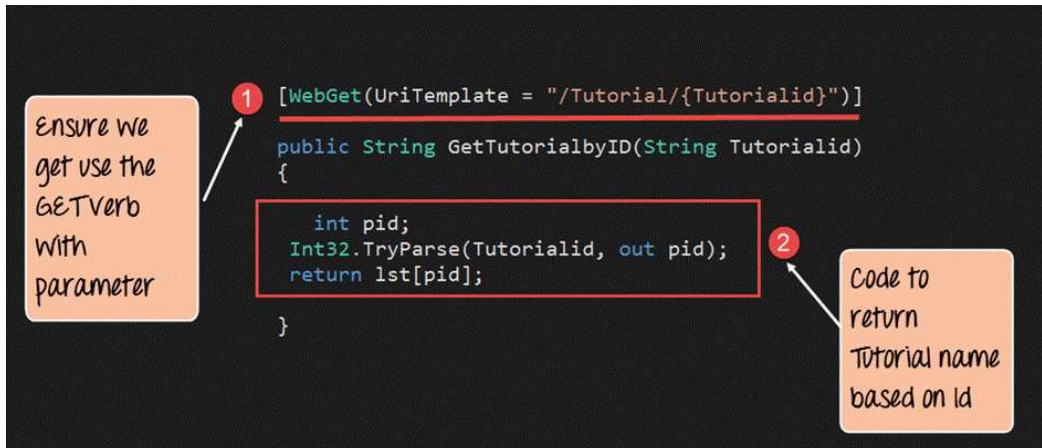 Ensure we
get use the
GETVerb
with
parameter
1
[WebGet(UriTemplate = "/Tutorial/{Tutorialid}")]
public String GetTutorialbyID(String Tutorialid)
{
int pid;
Int32.TryParse(Tutorialid, out pid);
return lst[pid];
}
2
Code to
return
Tutorial name
based on Id